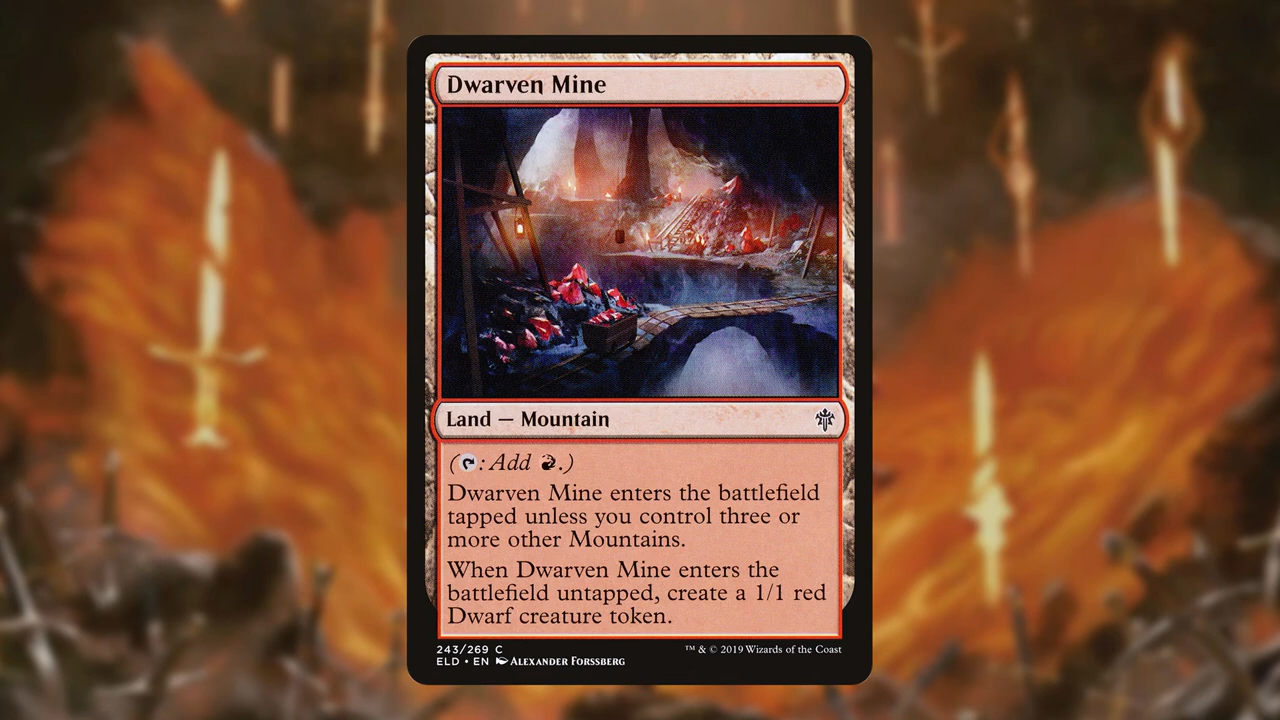 Dwarven Mine
Land — Mountain
(: Add .)
Dwarven Mine enters the battlefield
tapped unless you control three or
more other Mountains.
When Dwarven Mine enters the
battlefield untapped, create a 1/1 red
Dwarf creature token.
243/269 C
™ & © 2019 Wizards of the Coast
ELD • EN Alexander Forssberg